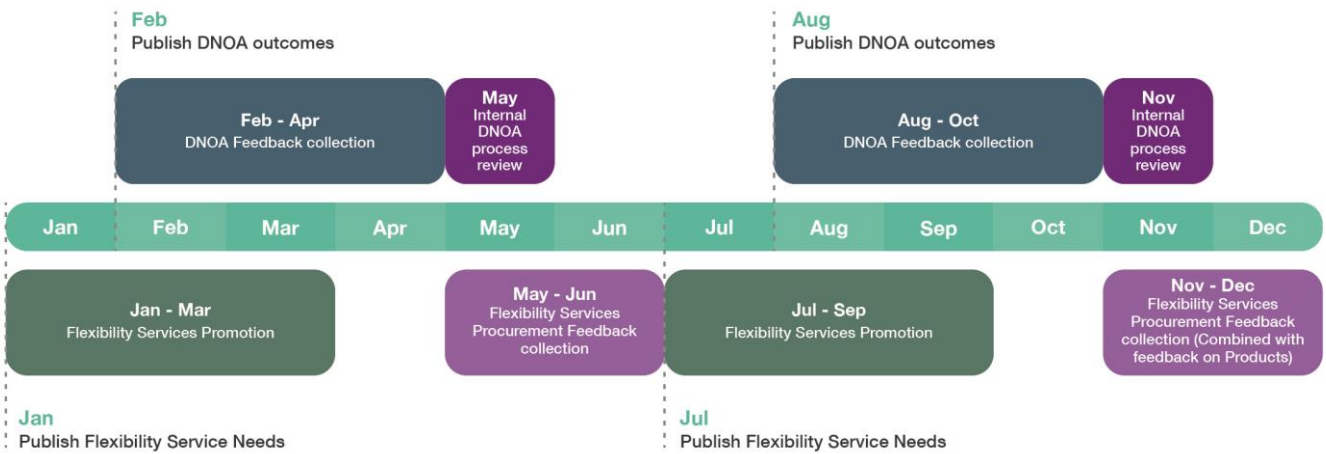 Feb
Publish DNOA outcomes
Aug
Publish DNOA outcomes
Feb - Apr
DNOA Feedback collection
May
Internal
DNOA
process
review
Aug - Oct
DNOA Feedback collection
Nov
Internal
DNOA
process
review
Jan Feb Mar Apr May Jun Jul Aug Sep Oct Nov Dec
Jan - Mar
Flexibility Services Promotion
May - Jun
Flexibility Services
Procurement Feedback
collection
Jul - Sep
Flexibility Services Promotion
Nov - Dec
Flexibility Services
Procurement Feedback
collection (Combined with
feedback on Products)
Jan
Publish Flexibility Service Needs
Jul
Publish Flexibility Service Needs